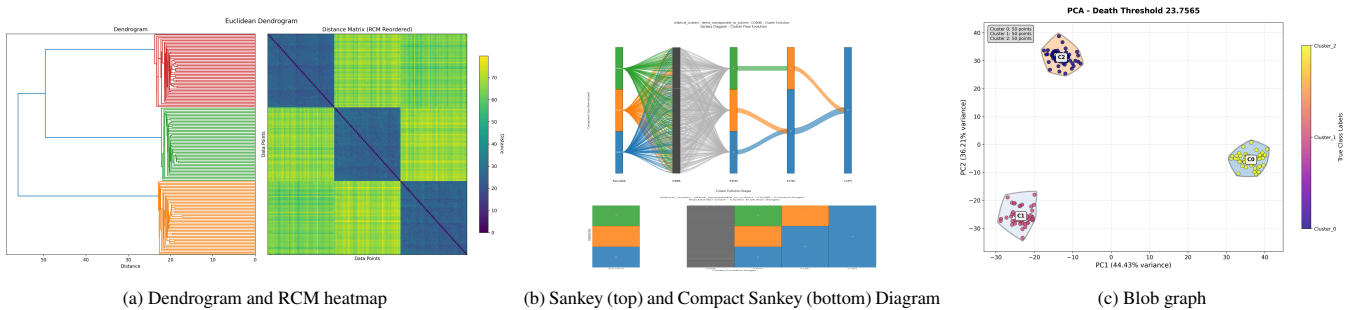 Euclidean Dendrogram
Dendrogram
Distance Matrix (RCM Reordered)
50 40 30 20 10 0
Distance
Data Points
Data Points
80
70
60
50
40
30
20
10
0
Distance
Sankey Diagram - Cluster Flow Evolution
Cluster Evolution Stages
PCA - Death Threshold 23.7565
Cluster 0: 50 points
Cluster 1: 50 points
Cluster 2: 50 points
C2
C0
C1
40
30
20
10
0
−10
−20
−30
PC2 (36.21% variance)
−30 −20 −10 0 10 20 30 40
PC1 (44.43% variance)
Cluster_2
Cluster_1
Cluster_0
True Class Labels
(a) Dendrogram and RCM heatmap
(b) Sankey (top) and Compact Sankey (bottom) Diagram
(c) Blob graph